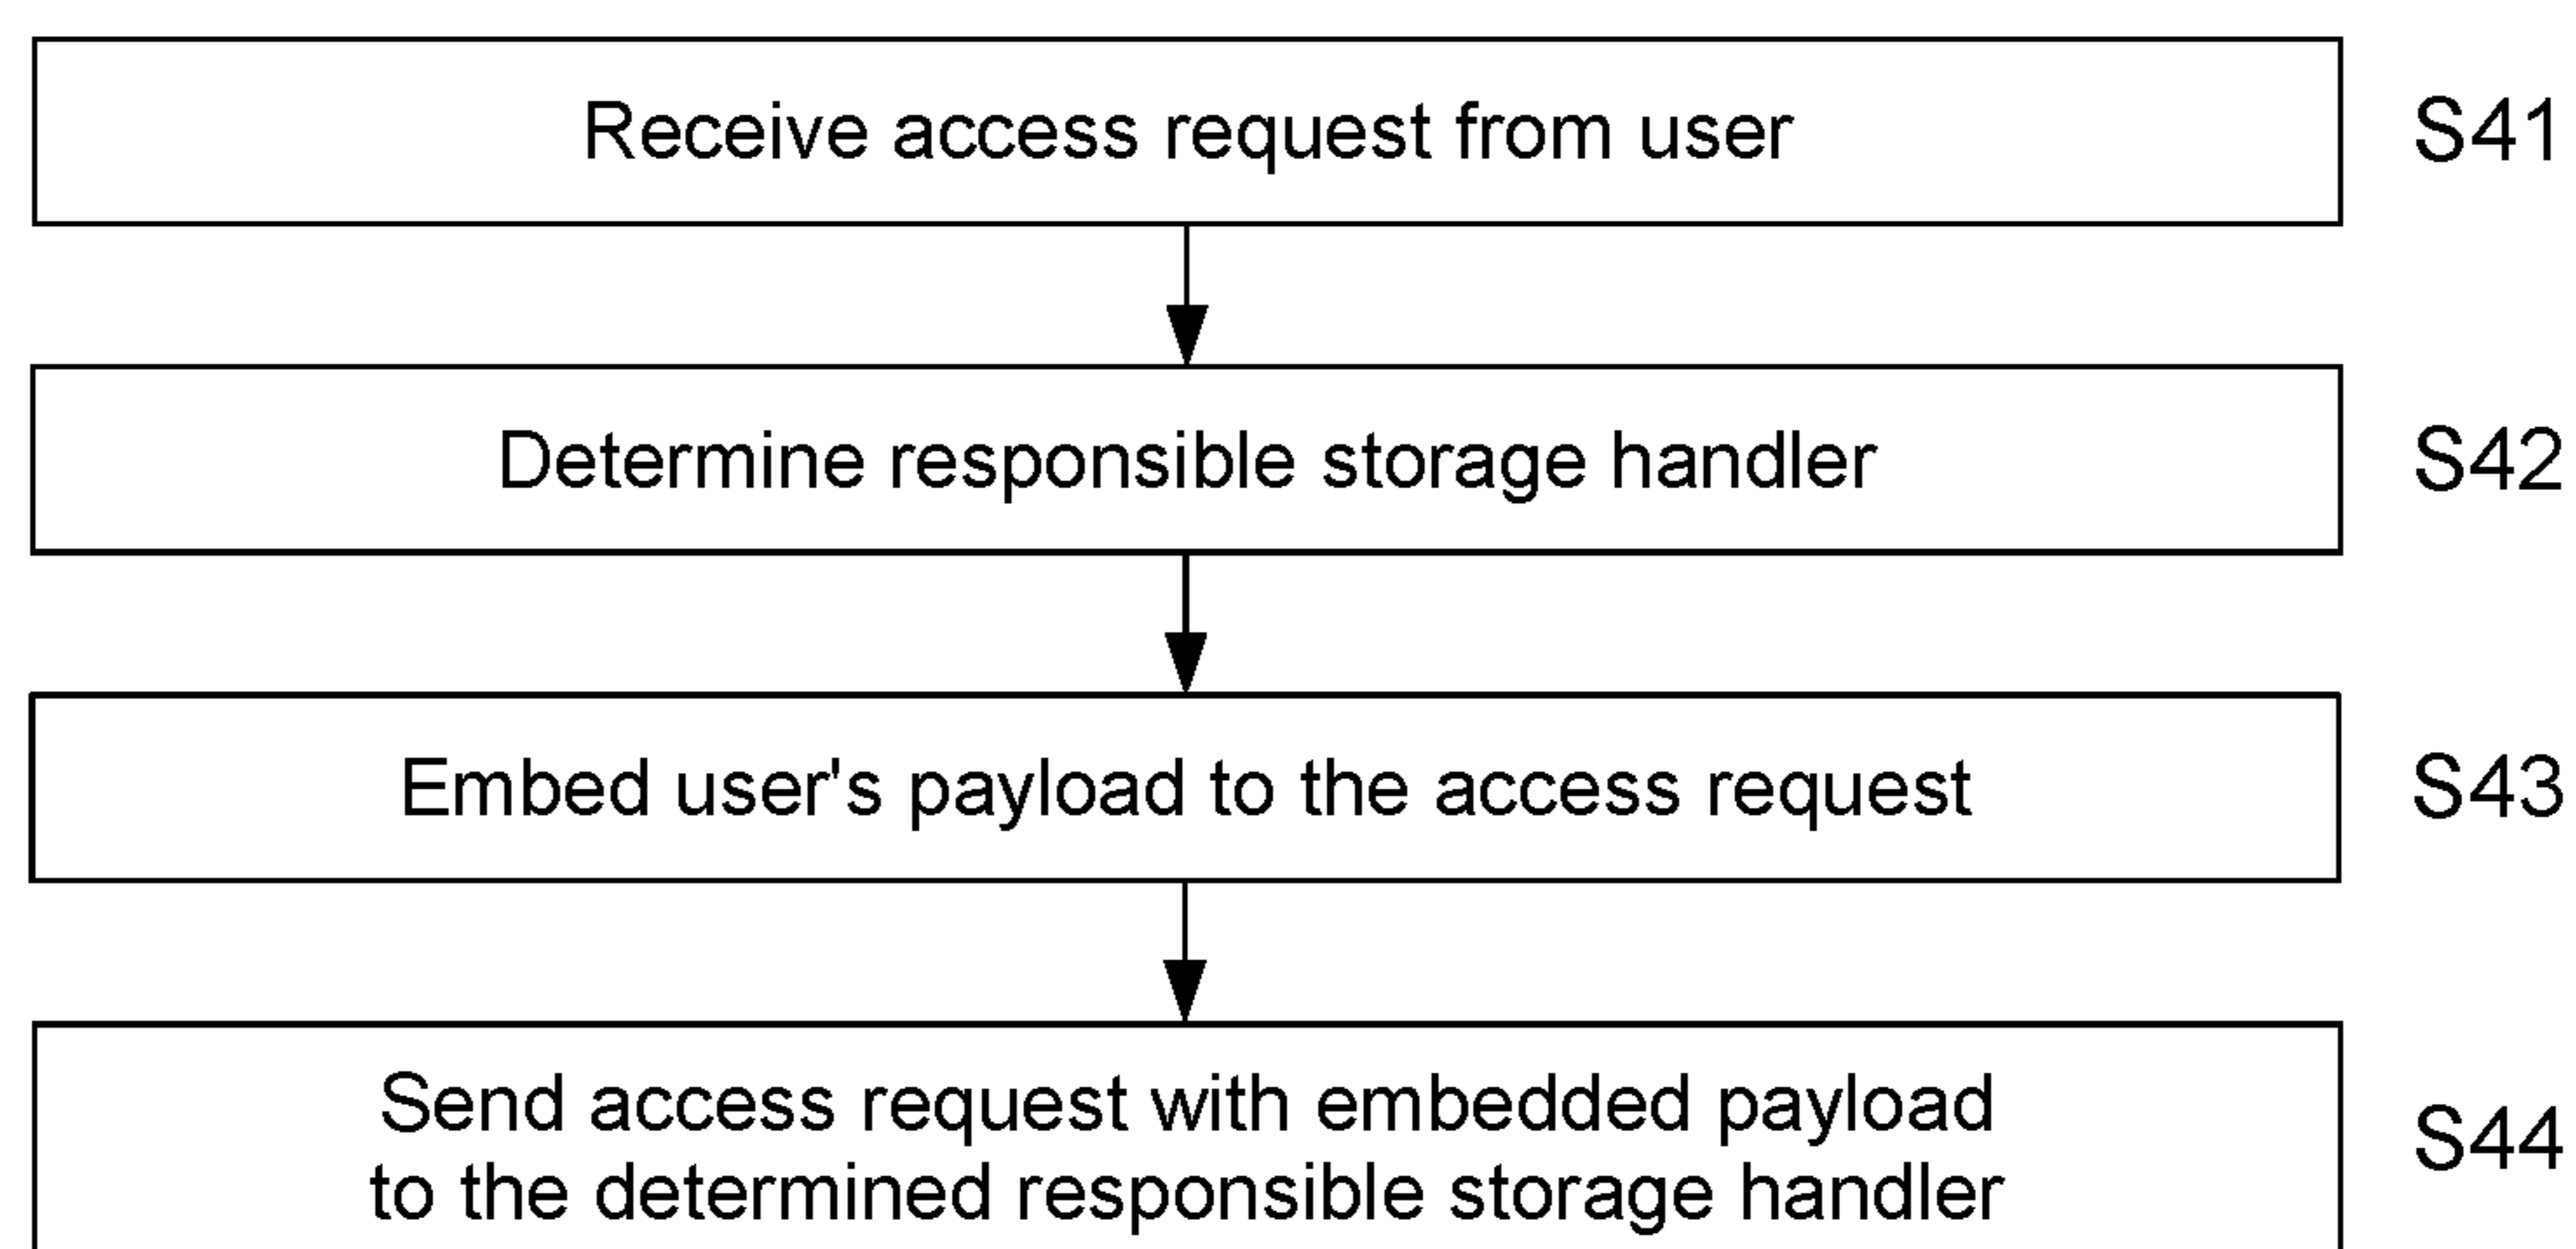 Receive access request from user S41
Determine responsible storage handler S42
Embed user's payload to the access request S43
Send access request with embedded payload S44
to the determined responsible storage handler